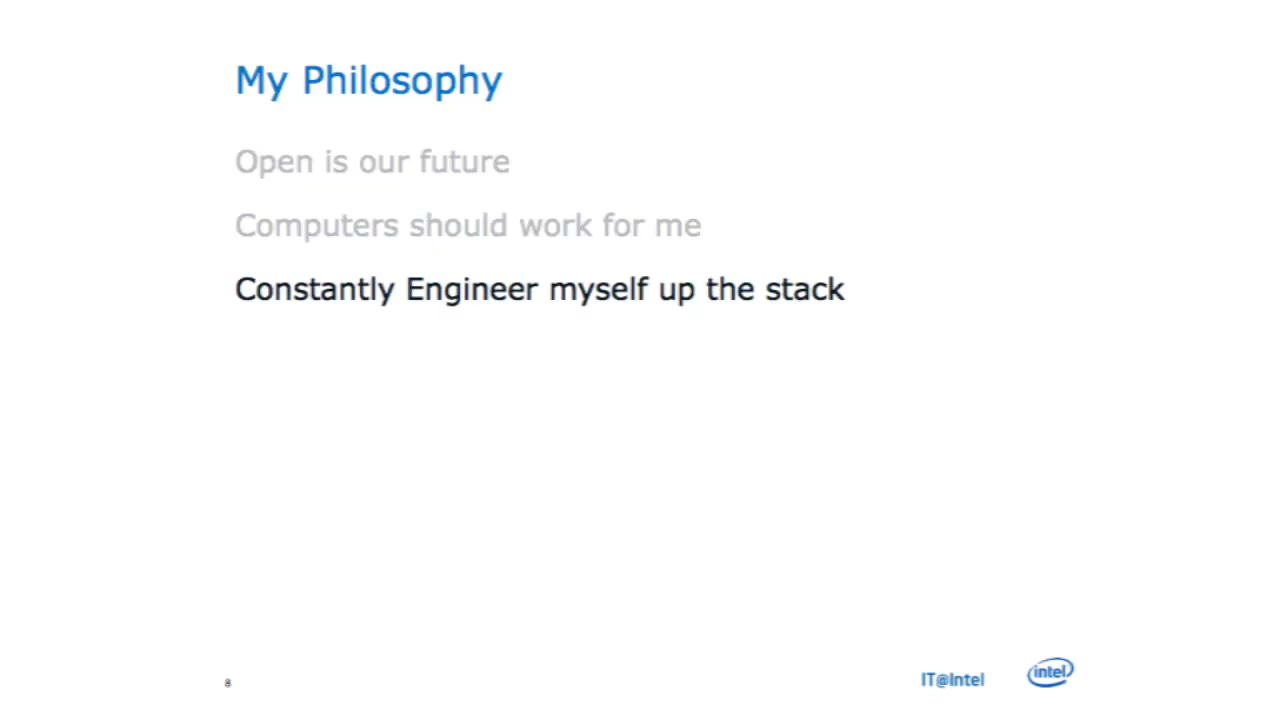 My Philosophy
Open is our future
Computers should work for me
Constantly Engineer myself up the stack
8
IT@Intel
intel